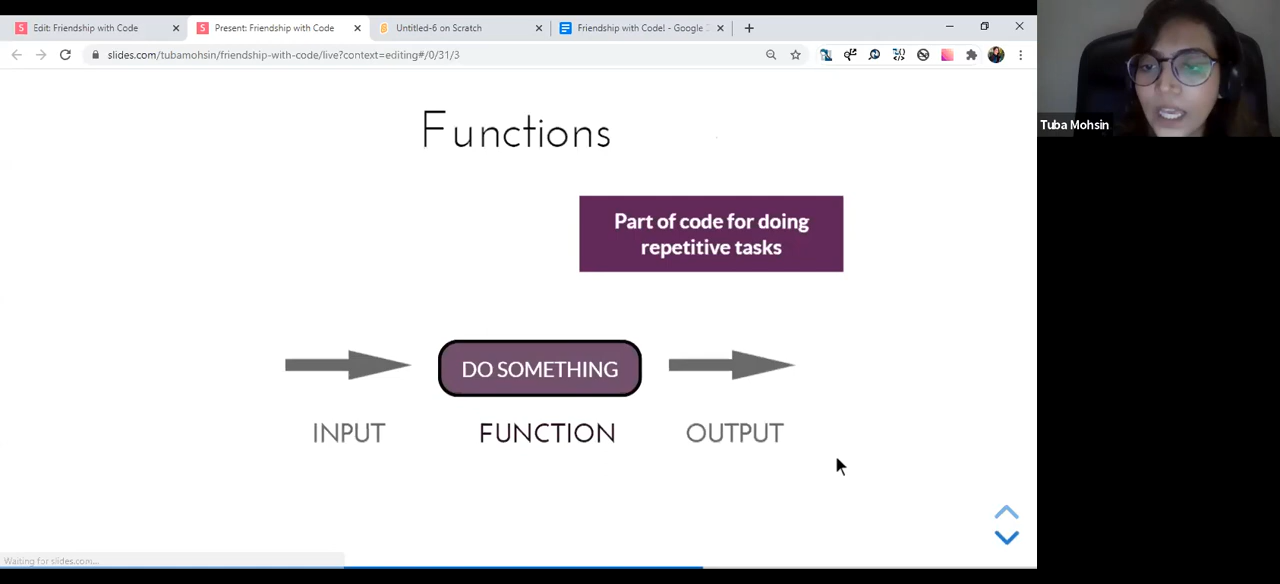 Edit: Friendship with Code
Present: Friendship with Code
Untitled-6 on Scratch
Friendship with Code! - Google
slides.com/tubamohsin/friendship-with-code/live?context=editing#/0/31/3
Tuba Mohsin
Functions
Part of code for doing
repetitive tasks
DO SOMETHING
INPUT
FUNCTION
OUTPUT
Waiting for slides.com...